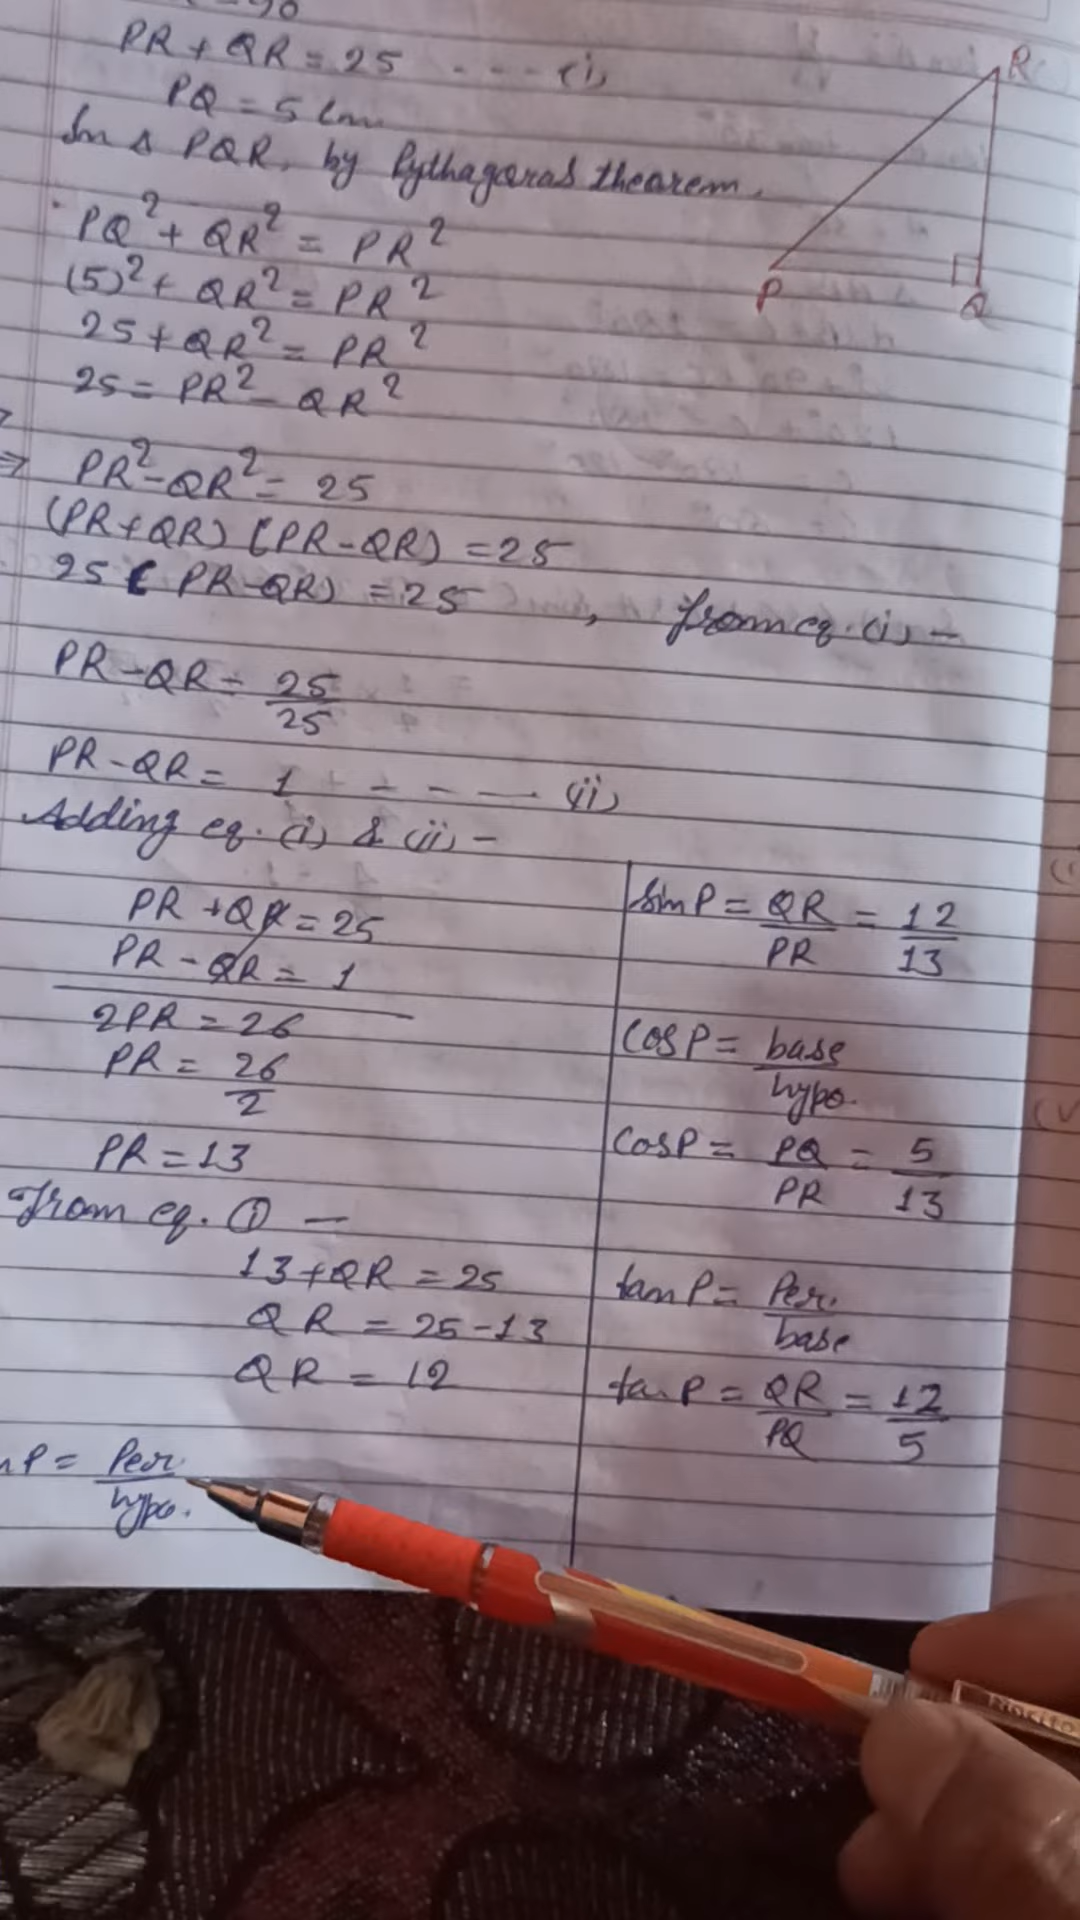 PR + QR = 25 - - - - (i)
PQ = 5 cm
R
In Δ PQR, by Pythagoras theorem,
PQ² + QR² = PR²
(5)² + QR² = PR²
P Q
25 + QR² = PR²
25 = PR² - QR²
⇒ PR² - QR² = 25
(PR + QR) (PR - QR) = 25
25 ( PR - QR) = 25 , from eq. (i) -
PR - QR = 25/25
PR - QR = 1 - - - - (ii)
Adding eq. (i) & (ii) -
PR + QR = 25
PR - QR = 1
2PR = 26
PR = 26/2
PR = 13
From eq. ① —
13 + QR = 25
QR = 25 - 13
QR = 12
P = Per./hypo.
sin P = QR/PR = 12/13
Cos P = base/hypo.
Cos P = PQ/PR = 5/13
tan P = Per./base
tan P = QR/PQ = 12/5